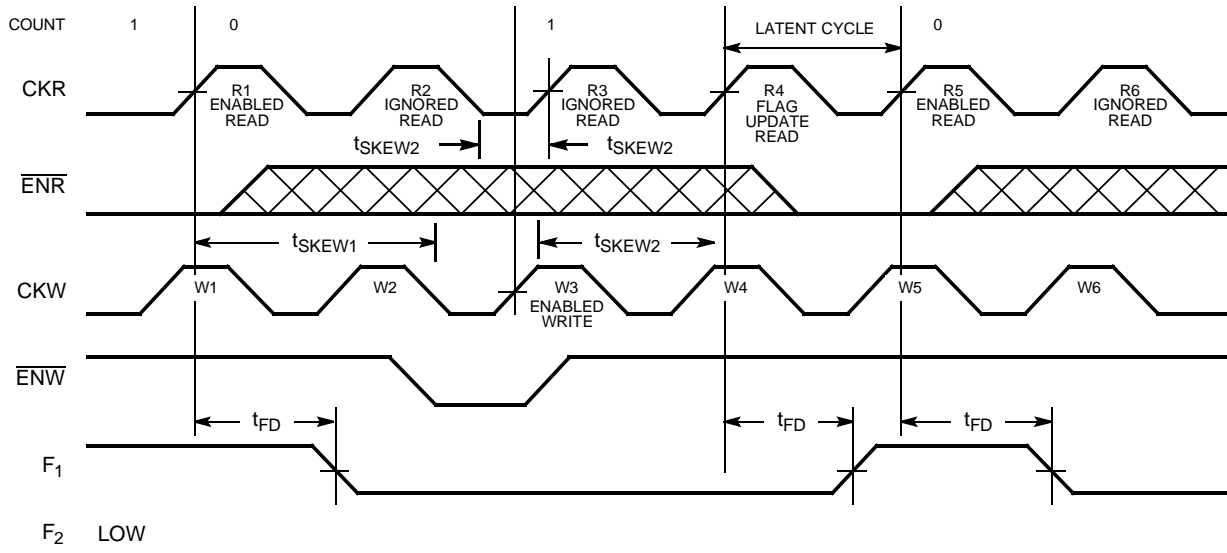 COUNT 1 0 1 LATENT CYCLE 0
CKR
R1 ENABLED READ
R2 IGNORED READ
R3 IGNORED READ
R4 FLAG UPDATE READ
R5 ENABLED READ
R6 IGNORED READ
tSKEW2 tSKEW2
ENR
tSKEW1 tSKEW2
CKW
W1
W2
W3 ENABLED WRITE
W4
W5
W6
ENW
tFD tFD tFD
F1
F2 LOW